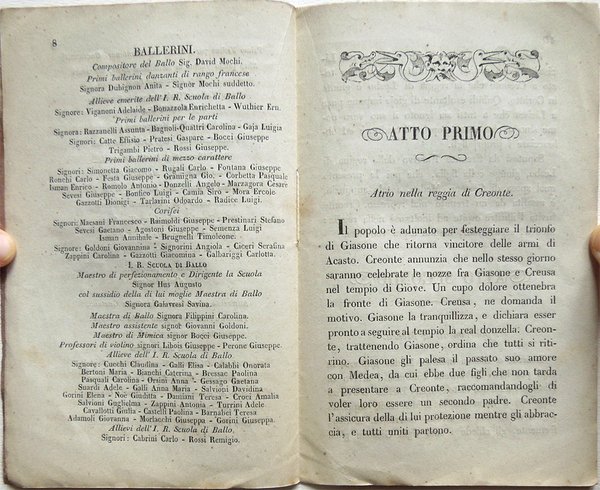 8
BALLERINI.
Compositore del Ballo Sig. David Mochi.
Primi ballerini danzanti di rango francese
Signora Dubignon Anita - Signor Mochi suddetto.
Allieve emerite dell'I. R. Scuola di Ballo
Signore: Viganoni Adelaide - Bonazzola Enrichetta - Wuthier Ern.
Primi ballerini per le parti
Signora: Razzanelli Assunta - Bagnoli-Quattri Carolina - Gaja Luigia
Signori: Catte Efisio - Pratesi Gaspare - Bocci Giuseppe
Trigambi Pietro - Rossi Giuseppe.
Primi ballerini di mezzo carattere
Signori: Simonetta Giacomo - Rugali Carlo - Fontana Giuseppe
Ronchi Carlo - Festa Giuseppe - Gramigna Gio. - Corbetta Pasquale
Isman Enrico - Romolo Antonio - Donzelli Angelo - Marzagora Cesare
Sevesi Giuseppe - Bonfico Luigi - Camila Siro - Mora Ercole
Gazzotti Dionigi - Tarlarini Odpardo - Radice Luigi.
Corifei
Signori: Maesani Francesco - Raimoldi Giuseppe - Prestinari Stefano
Sevesi Gaetano - Agostoni Giuseppe - Semenza Luigi
Isman Annibale - Brugnelli Timoleone.
Signore: Goldoni Giovannina - Signorini Angiola - Ciceri Serafina
Zappini Carolina - Gazzotti Giacomina - Galbariggi Carlotta.
I. R. SCUOLA DI BALLO
Maestro di perfezionamento e Dirigente la Scuola
Signor Hus Augusto
col sussidio della di lui moglie Maestra di Ballo
Signora Galavresi Savina.
Maestra di Ballo Signora Filippini Carolina.
Maestro assistente signor Giovanni Goldoni.
Maestro di Mimica signor Bocci Giuseppe.
Professori di violino signori Libois Giuseppe - Perone Giuseppe.
Allieve dell'I. R. Scuola di Ballo
Signore: Cucchi Claudina - Galli Elisa - Calabbi Onorata
Bertoni Maria - Bianchi Caterina - Bressac Paolina
Pasquali Carolina - Orsini Anna - Gessago Gaetana
Suardi Adele - Galli Anna Maria - Salvioni Davidina
Gorini Elena - Noè Giuditta - Damiani Teresa - Croci Amalia
Salvioni Guglielma - Zappini Antonia - Turrini Adele
Cavallotti Giulia - Castelli Paolina - Barnalici Teresa
Adamoli Giovanna - Morlacchi Giuseppa - Gorini Giuseppa.
Allievi dell'I. R. Scuola di Ballo.
Signori: Cabrini Carlo - Rossi Remigio.
ATTO PRIMO
Atrio nella reggia di Creonte.
Il popolo è adunato per festeggiare il trionfo
di Giasone che ritorna vincitore delle armi di
Acasto. Creonte annunzia che nello stesso giorno
saranno celebrate le nozze fra Giasone e Creusa
nel tempio di Giove. Un cupo dolore ottenebra
la fronte di Giasone. Creusa, ne domanda il
motivo. Giasone la tranquillizza, e dichiara esser
pronto a seguire al tempio la real donzella. Creon-
te, trattenendo Giasone, ordina che tutti si ri-
tirino. Giasone gli palesa il passato suo amore
con Medea, da cui ebbe due figli che non tarda
a presentare a Creonte, raccomandandogli di
voler loro essere un secondo padre. Creonte
l'assicura della di lui protezione mentre gli abbrac-
cia, e tutti uniti partono.